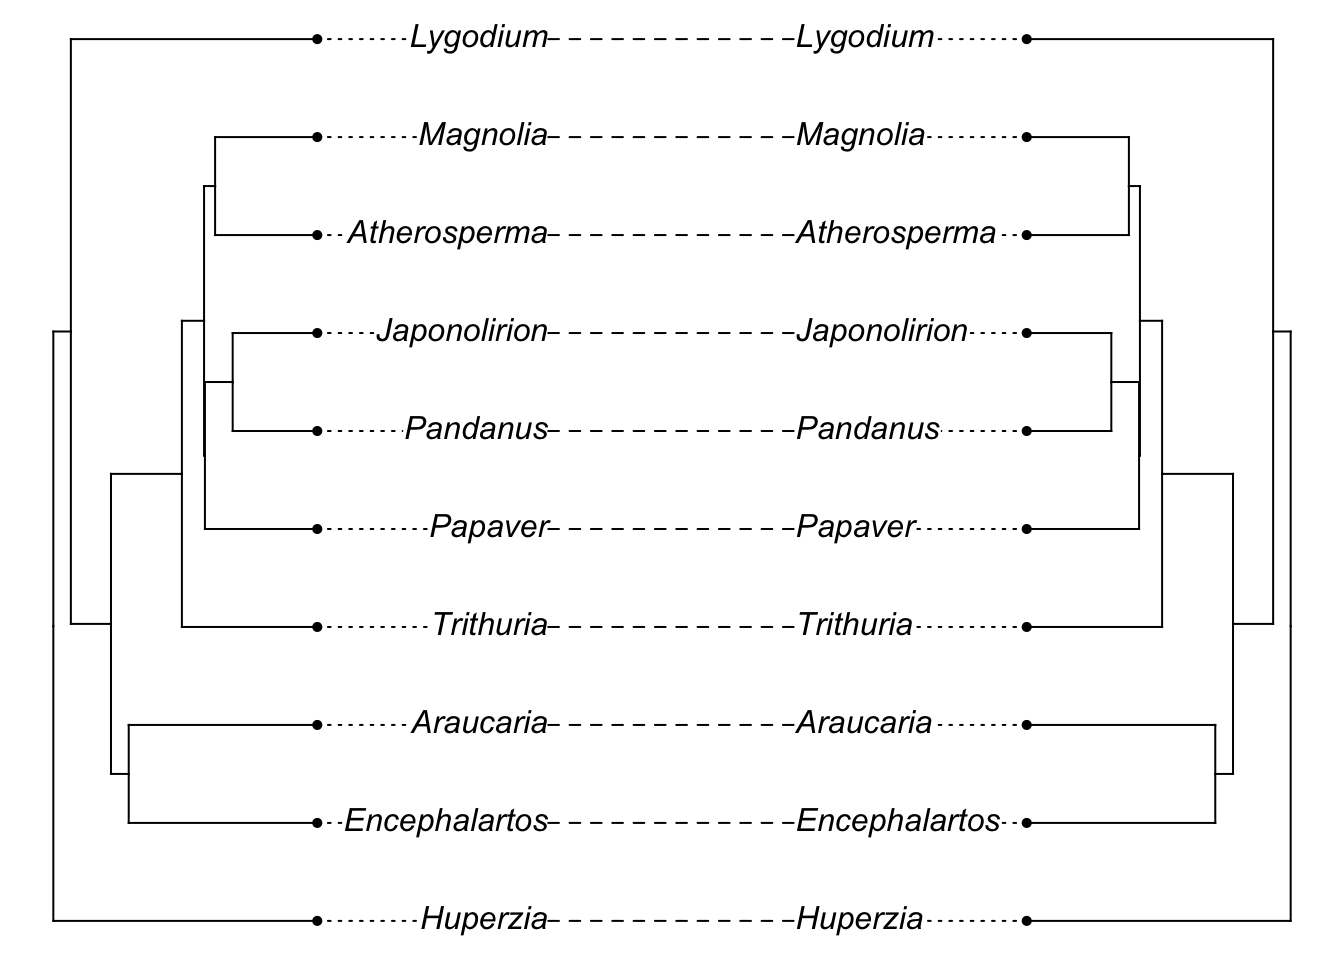 Lygodium Lygodium
Magnolia Magnolia
Atherosperma Atherosperma
Japonolirion Japonolirion
Pandanus Pandanus
Papaver Papaver
Trithuria Trithuria
Araucaria Araucaria
Encephalartos Encephalartos
Huperzia Huperzia